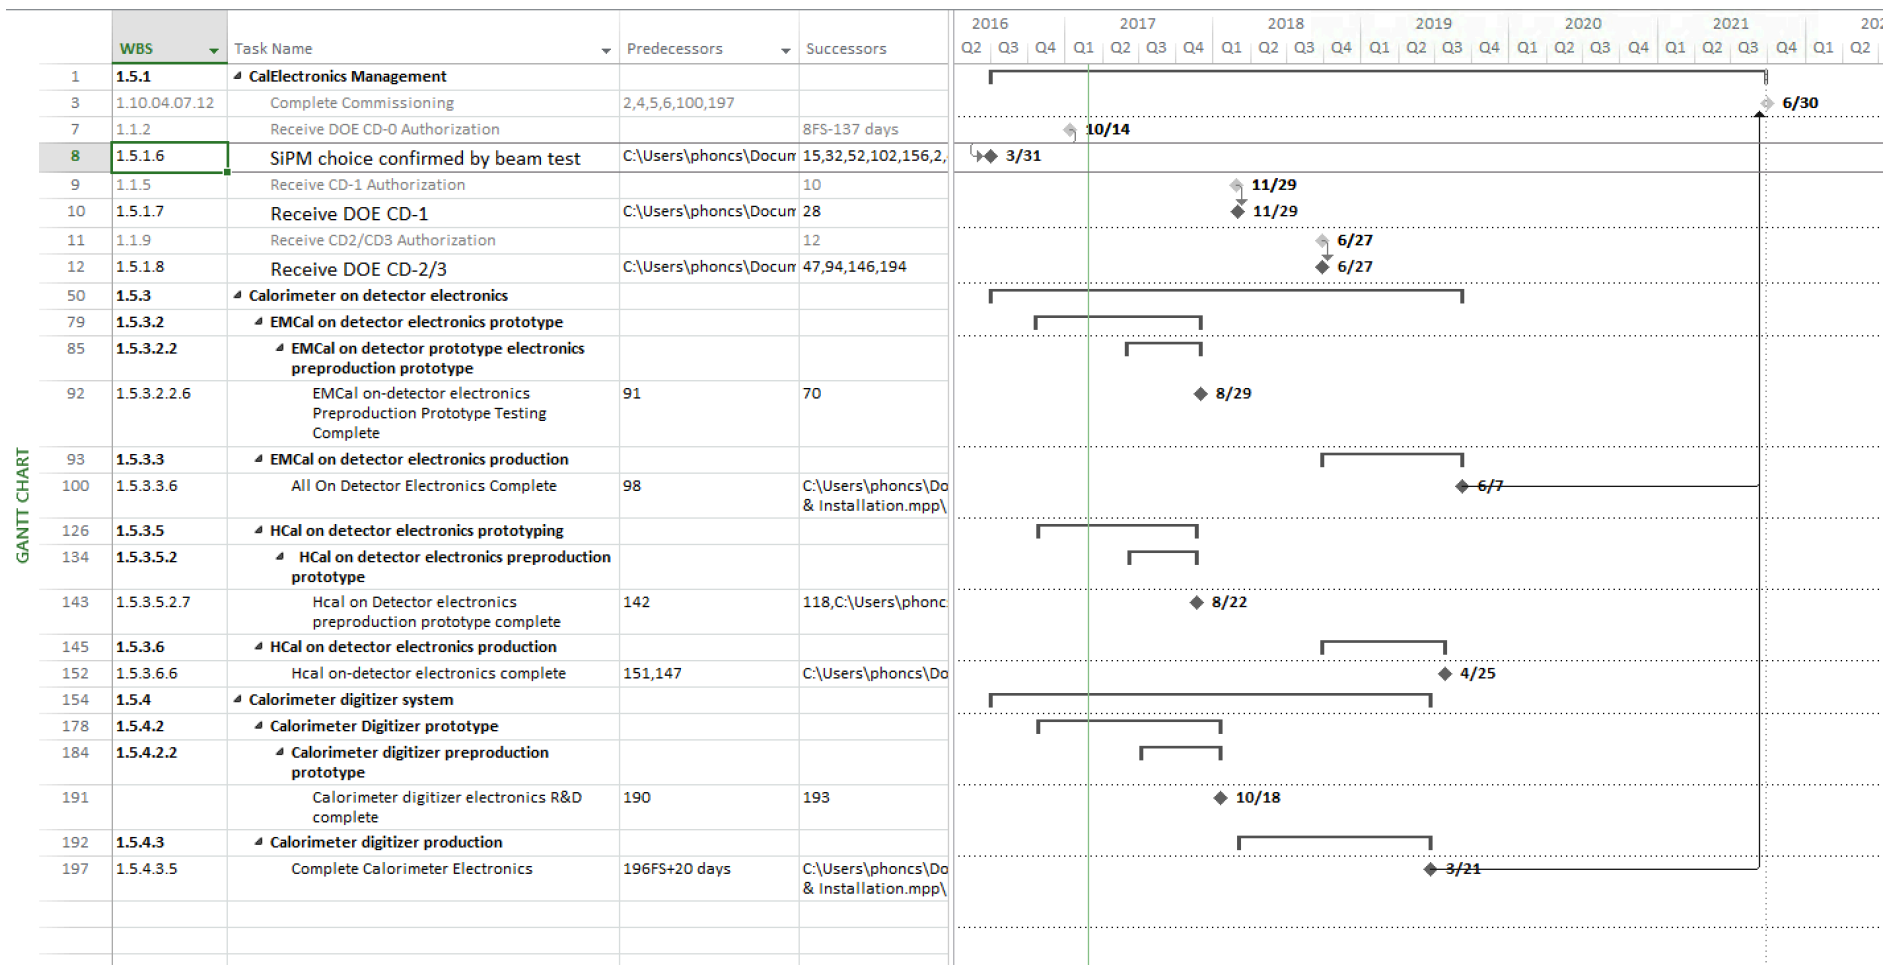 2016 2017 2018 2019 2020 2021 202
WBS Task Name Predecessors Successors Q2 Q3 Q4 Q1 Q2 Q3 Q4 Q1 Q2 Q3 Q4 Q1 Q2 Q3 Q4 Q1 Q2 Q3 Q4 Q1 Q2 Q3 Q4 Q1 Q2
1 1.5.1 CalElectronics Management
3 1.10.04.07.12 Complete Commissioning 2,4,5,6,100,197 6/30
7 1.1.2 Receive DOE CD-0 Authorization 8FS-137 days 10/14
8 1.5.1.6 SiPM choice confirmed by beam test C:\Users\phoncs\Docum 15,32,52,102,156,2, 3/31
9 1.1.5 Receive CD-1 Authorization 10 11/29
10 1.5.1.7 Receive DOE CD-1 C:\Users\phoncs\Docum 28 11/29
11 1.1.9 Receive CD2/CD3 Authorization 12 6/27
12 1.5.1.8 Receive DOE CD-2/3 C:\Users\phoncs\Docum 47,94,146,194 6/27
50 1.5.3 Calorimeter on detector electronics
79 1.5.3.2 EMCal on detector electronics prototype
85 1.5.3.2.2 EMCal on detector prototype electronics
preproduction prototype
92 1.5.3.2.2.6 EMCal on-detector electronics 91 70 8/29
Preproduction Prototype Testing
Complete
GANTT CHART
93 1.5.3.3 EMCal on detector electronics production
100 1.5.3.3.6 All On Detector Electronics Complete 98 C:\Users\phoncs\Do 6/7
& Installation.mpp\
126 1.5.3.5 HCal on detector electronics prototyping
134 1.5.3.5.2 HCal on detector electronics preproduction
prototype
143 1.5.3.5.2.7 Hcal on Detector electronics 142 118,C:\Users\phonc 8/22
preproduction prototype complete
145 1.5.3.6 HCal on detector electronics production
152 1.5.3.6.6 Hcal on-detector electronics complete 151,147 C:\Users\phoncs\Do 4/25
154 1.5.4 Calorimeter digitizer system
178 1.5.4.2 Calorimeter Digitizer prototype
184 1.5.4.2.2 Calorimeter digitizer preproduction
prototype
191 Calorimeter digitizer electronics R&D 190 193 10/18
complete
192 1.5.4.3 Calorimeter digitizer production
197 1.5.4.3.5 Complete Calorimeter Electronics 196FS+20 days C:\Users\phoncs\Do 3/21
& Installation.mpp\